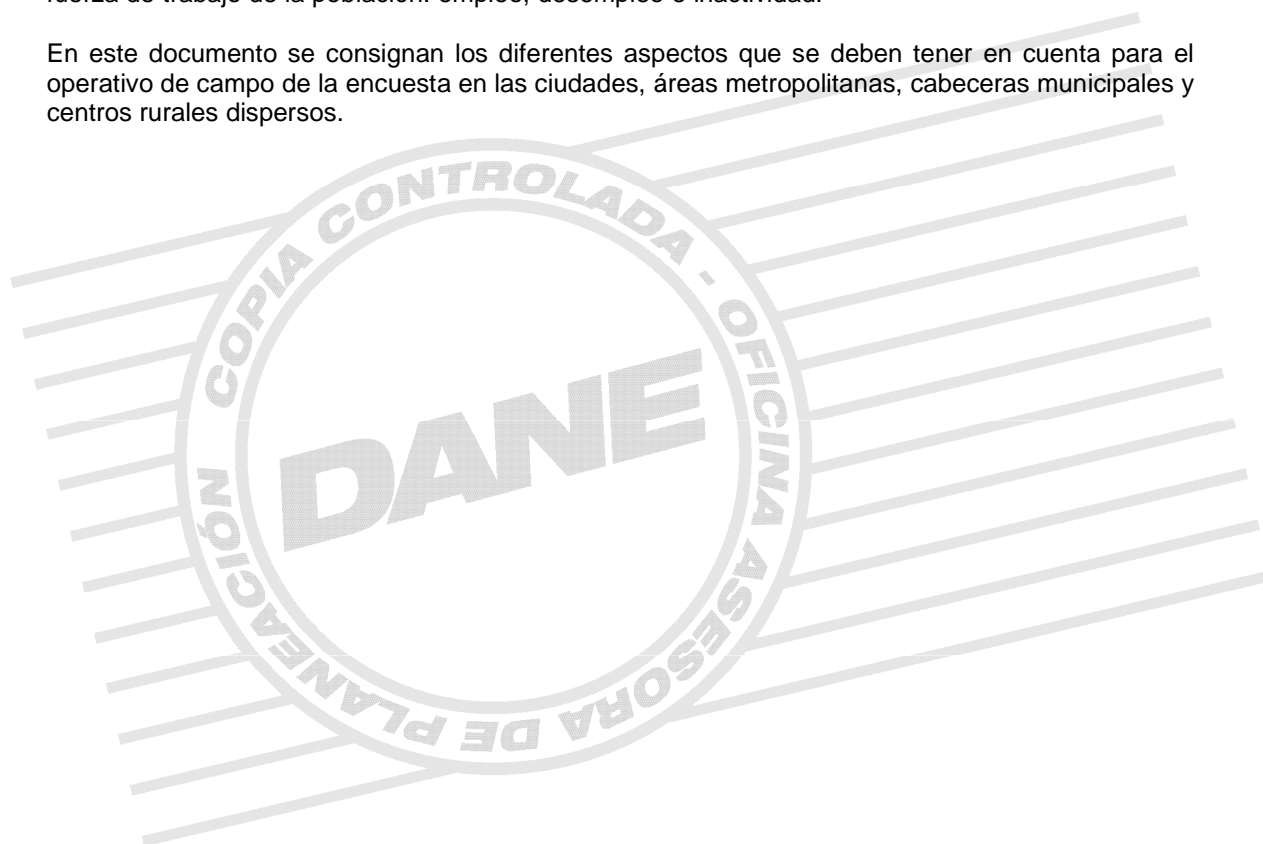 fuerza de trabajo de la población: empleo, desempleo e inactividad.
En este documento se consignan los diferentes aspectos que se deben tener en cuenta para el
operativo de campo de la encuesta en las ciudades, áreas metropolitanas, cabeceras municipales y
centros rurales dispersos.
COPIA CONTROLADA - OFICINA ASESORA DE PLANEACIÓN
DANE